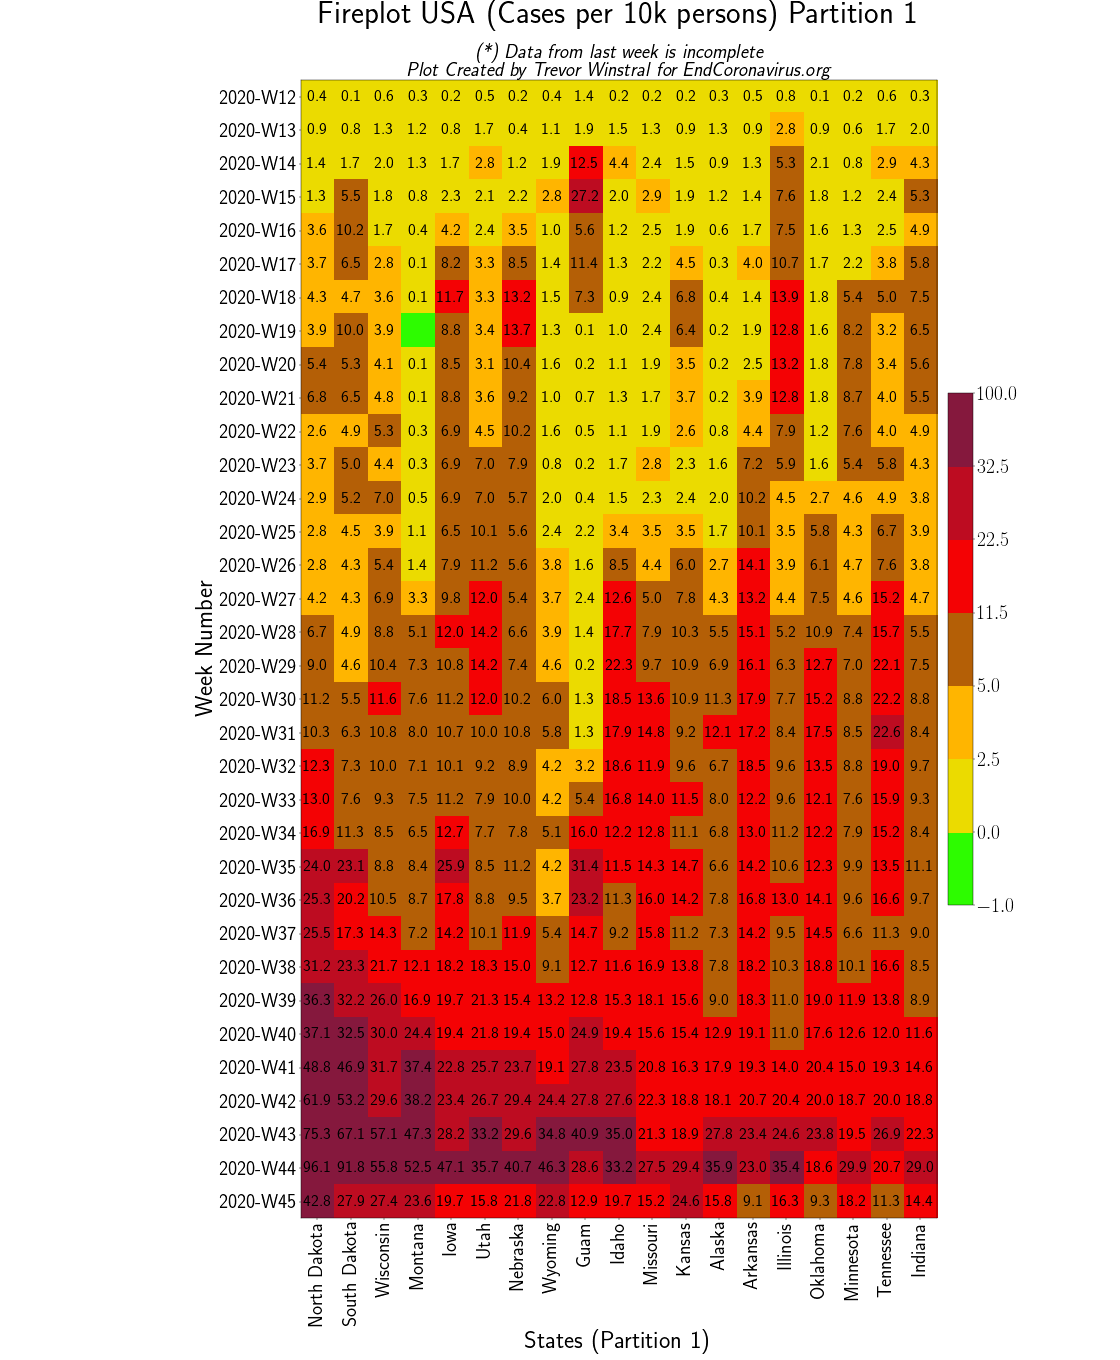 Fireplot USA (Cases per 10k persons) Partition 1
(*) Data from last week is incomplete
Plot Created by Trevor Winstral for EndCoronavirus.org
2020-W12 0.4 0.1 0.6 0.3 0.2 0.5 0.2 0.4 1.4 0.2 0.2 0.2 0.3 0.5 0.8 0.1 0.2 0.6 0.3
2020-W13 0.9 0.8 1.3 1.2 0.8 1.7 0.4 1.1 1.9 1.5 1.3 0.9 1.3 0.9 2.8 0.9 0.6 1.7 2.0
2020-W14 1.4 1.7 2.0 1.3 1.7 2.8 1.2 1.9 12.5 4.4 2.4 1.5 0.9 1.3 5.3 2.1 0.8 2.9 4.3
2020-W15 1.3 5.5 1.8 0.8 2.3 2.1 2.2 2.8 27.2 2.0 2.9 1.9 1.2 1.4 7.6 1.8 1.2 2.4 5.3
2020-W16 3.6 10.2 1.7 0.4 4.2 2.4 3.5 1.0 5.6 1.2 2.5 1.9 0.6 1.7 7.5 1.6 1.3 2.5 4.9
2020-W17 3.7 6.5 2.8 0.1 8.2 3.3 8.5 1.4 11.4 1.3 2.2 4.5 0.3 4.0 10.7 1.7 2.2 3.8 5.8
2020-W18 4.3 4.7 3.6 0.1 11.7 3.3 13.2 1.5 7.3 0.9 2.4 6.8 0.4 1.4 13.9 1.8 5.4 5.0 7.5
2020-W19 3.9 10.0 3.9 8.8 3.4 13.7 1.3 0.1 1.0 2.4 6.4 0.2 1.9 12.8 1.6 8.2 3.2 6.5
2020-W20 5.4 5.3 4.1 0.1 8.5 3.1 10.4 1.6 0.2 1.1 1.9 3.5 0.2 2.5 13.2 1.8 7.8 3.4 5.6
2020-W21 6.8 6.5 4.8 0.1 8.8 3.6 9.2 1.0 0.7 1.3 1.7 3.7 0.2 3.9 12.8 1.8 8.7 4.0 5.5
2020-W22 2.6 4.9 5.3 0.3 6.9 4.5 10.2 1.6 0.5 1.1 1.9 2.6 0.8 4.4 7.9 1.2 7.6 4.0 4.9
2020-W23 3.7 5.0 4.4 0.3 6.9 7.0 7.9 0.8 0.2 1.7 2.8 2.3 1.6 7.2 5.9 1.6 5.4 5.8 4.3
2020-W24 2.9 5.2 7.0 0.5 6.9 7.0 5.7 2.0 0.4 1.5 2.3 2.4 2.0 10.2 4.5 2.7 4.6 4.9 3.8
2020-W25 2.8 4.5 3.9 1.1 6.5 10.1 5.6 2.4 2.2 3.4 3.5 3.5 1.7 10.1 3.5 5.8 4.3 6.7 3.9
2020-W26 2.8 4.3 5.4 1.4 7.9 11.2 5.6 3.8 1.6 8.5 4.4 6.0 2.7 14.1 3.9 6.1 4.7 7.6 3.8
2020-W27 4.2 4.3 6.9 3.3 9.8 12.0 5.4 3.7 2.4 12.6 5.0 7.8 4.3 13.2 4.4 7.5 4.6 15.2 4.7
2020-W28 6.7 4.9 8.8 5.1 12.0 14.2 6.6 3.9 1.4 17.7 7.9 10.3 5.5 15.1 5.2 10.9 7.4 15.7 5.5
2020-W29 9.0 4.6 10.4 7.3 10.8 14.2 7.4 4.6 0.2 22.3 9.7 10.9 6.9 16.1 6.3 12.7 7.0 22.1 7.5
2020-W30 11.2 5.5 11.6 7.6 11.2 12.0 10.2 6.0 1.3 18.5 13.6 10.9 11.3 17.9 7.7 15.2 8.8 22.2 8.8
2020-W31 10.3 6.3 10.8 8.0 10.7 10.0 10.8 5.8 1.3 17.9 14.8 9.2 12.1 17.2 8.4 17.5 8.5 22.6 8.4
2020-W32 12.3 7.3 10.0 7.1 10.1 9.2 8.9 4.2 3.2 18.6 11.9 9.6 6.7 18.5 9.6 13.5 8.8 19.0 9.7
2020-W33 13.0 7.6 9.3 7.5 11.2 7.9 10.0 4.2 5.4 16.8 14.0 11.5 8.0 12.2 9.6 12.1 7.6 15.9 9.3
2020-W34 16.9 11.3 8.5 6.5 12.7 7.7 7.8 5.1 16.0 12.2 12.8 11.1 6.8 13.0 11.2 12.2 7.9 15.2 8.4
2020-W35 24.0 23.1 8.8 8.4 25.9 8.5 11.2 4.2 31.4 11.5 14.3 14.7 6.6 14.2 10.6 12.3 9.9 13.5 11.1
2020-W36 25.3 20.2 10.5 8.7 17.8 8.8 9.5 3.7 23.2 11.3 16.0 14.2 7.8 16.8 13.0 14.1 9.6 16.6 9.7
2020-W37 25.5 17.3 14.3 7.2 14.2 10.1 11.9 5.4 14.7 9.2 15.8 11.2 7.3 14.2 9.5 14.5 6.6 11.3 9.0
2020-W38 31.2 23.3 21.7 12.1 18.2 18.3 15.0 9.1 12.7 11.6 16.9 13.8 7.8 18.2 10.3 18.8 10.1 16.6 8.5
2020-W39 36.3 32.2 26.0 16.9 19.7 21.3 15.4 13.2 12.8 15.3 18.1 15.6 9.0 18.3 11.0 19.0 11.9 13.8 8.9
2020-W40 37.1 32.5 30.0 24.4 19.4 21.8 19.4 15.0 24.9 19.4 15.6 15.4 12.9 19.1 11.0 17.6 12.6 12.0 11.6
2020-W41 48.8 46.9 31.7 37.4 22.8 25.7 23.7 19.1 27.8 23.5 20.8 16.3 17.9 19.3 14.0 20.4 15.0 19.3 14.6
2020-W42 61.9 53.2 29.6 38.2 23.4 26.7 29.4 24.4 27.8 27.6 22.3 18.8 18.1 20.7 20.4 20.0 18.7 20.0 18.8
2020-W43 75.3 67.1 57.1 47.3 28.2 33.2 29.6 34.8 40.9 35.0 21.3 18.9 27.8 23.4 24.6 23.8 19.5 26.9 22.3
2020-W44 96.1 91.8 55.8 52.5 47.1 35.7 40.7 46.3 28.6 33.2 27.5 29.4 35.9 23.0 35.4 18.6 29.9 20.7 29.0
2020-W45 42.8 27.9 27.4 23.6 19.7 15.8 21.8 22.8 12.9 19.7 15.2 24.6 15.8 9.1 16.3 9.3 18.2 11.3 14.4
Week Number
North Dakota
South Dakota
Wisconsin
Montana
Iowa
Utah
Nebraska
Wyoming
Guam
Idaho
Missouri
Kansas
Alaska
Arkansas
Illinois
Oklahoma
Minnesota
Tennessee
Indiana
States (Partition 1)
100.0
32.5
22.5
11.5
5.0
2.5
0.0
−1.0